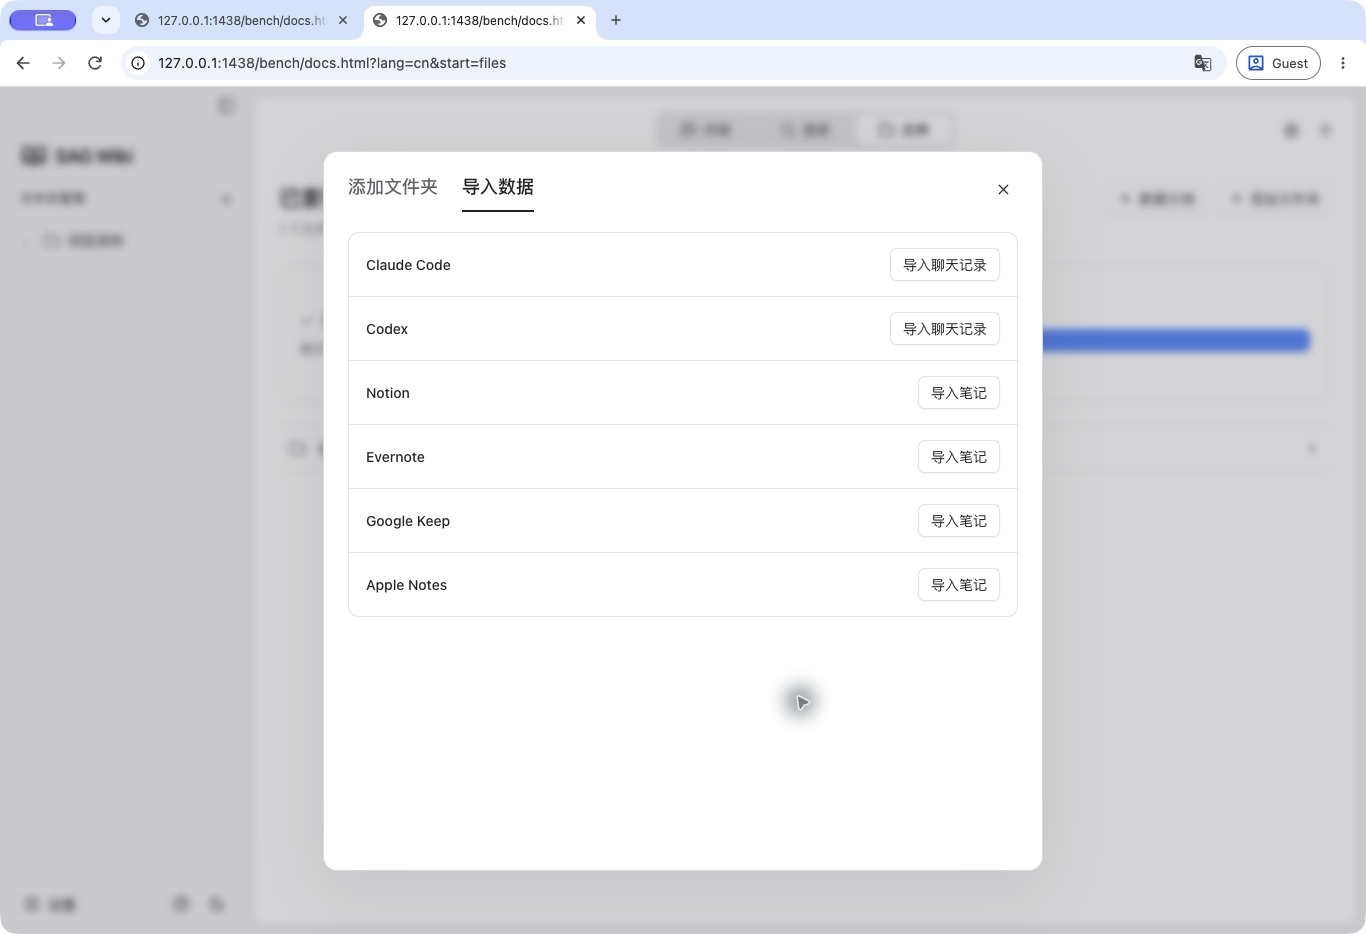 127.0.0.1:1438/bench/docs.ht
127.0.0.1:1438/bench/docs.ht
127.0.0.1:1438/bench/docs.html?lang=cn&start=files
Guest
添加文件夹 导入数据
Claude Code 导入聊天记录
Codex 导入聊天记录
Notion 导入笔记
Evernote 导入笔记
Google Keep 导入笔记
Apple Notes 导入笔记